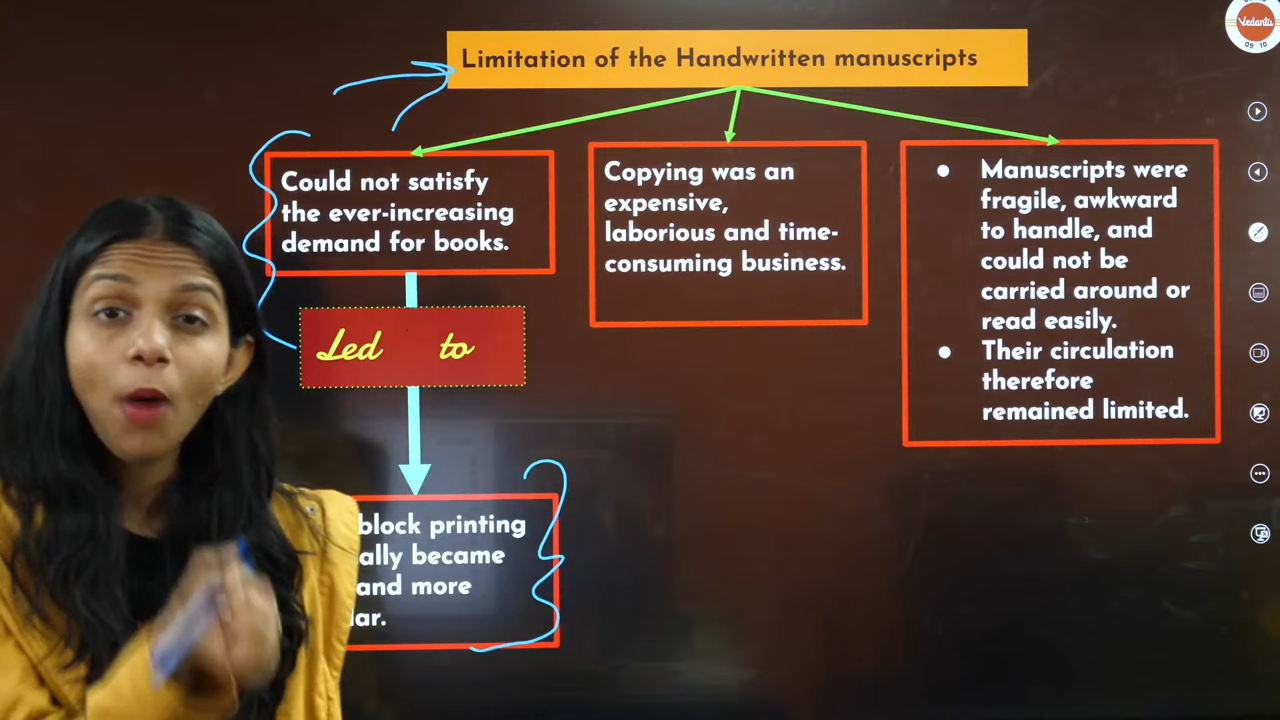 Vedantu
09 10
Limitation of the Handwritten manuscripts
Could not satisfy
the ever-increasing
demand for books.
Led to
block printing
ally became
and more
lar.
Copying was an
expensive,
laborious and time-
consuming business.
● Manuscripts were
fragile, awkward
to handle, and
could not be
carried around or
read easily.
● Their circulation
therefore
remained limited.